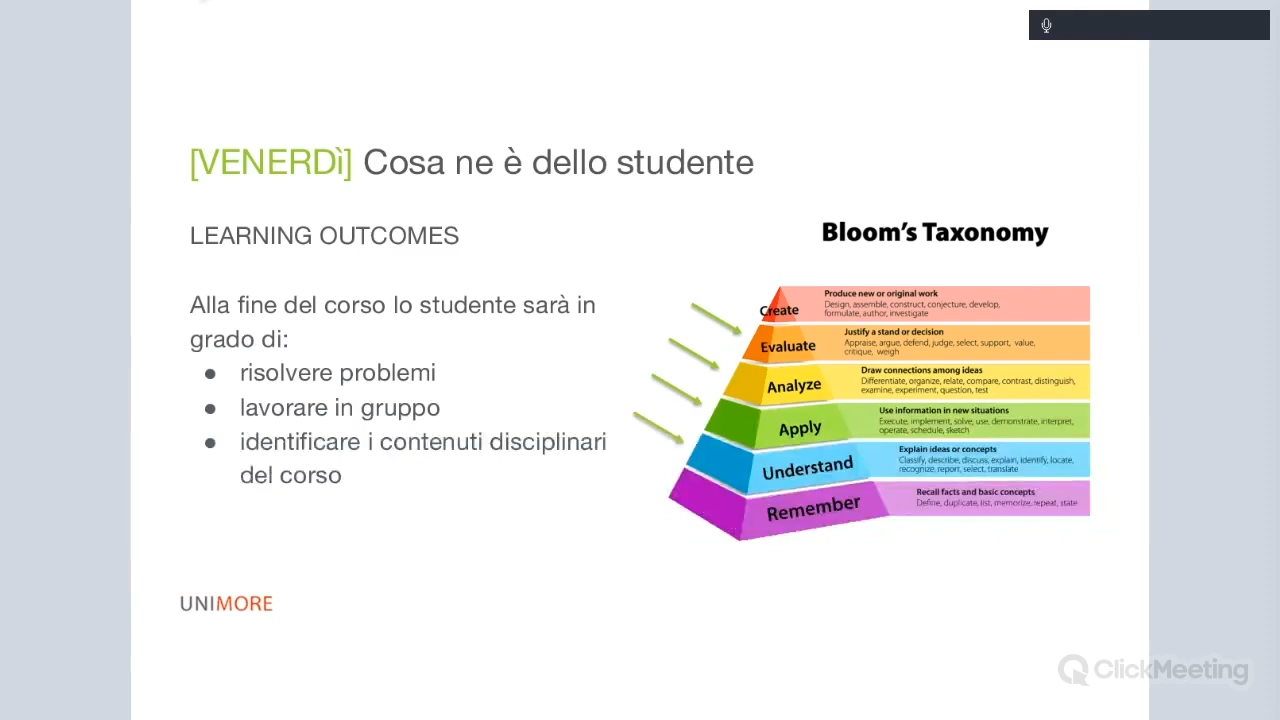 [VENERDì] Cosa ne è dello studente
LEARNING OUTCOMES
Alla fine del corso lo studente sarà in
grado di:
● risolvere problemi
● lavorare in gruppo
● identificare i contenuti disciplinari
del corso
Bloom's Taxonomy
Create
Produce new or original work
Design, assemble, construct, conjecture, develop,
formulate, author, investigate
Evaluate
Justify a stand or decision
Appraise, argue, defend, judge, select, support, value,
critique, weigh
Analyze
Draw connections among ideas
Differentiate, organize, relate, compare, contrast, distinguish,
examine, experiment, question, test
Apply
Use information in new situations
Execute, implement, solve, use, demonstrate, interpret,
operate, schedule, sketch
Understand
Explain ideas or concepts
Classify, describe, discuss, explain, identify, locate,
recognize, report, select, translate
Remember
Recall facts and basic concepts
Define, duplicate, list, memorize, repeat, state
UNIMORE
ClickMeeting